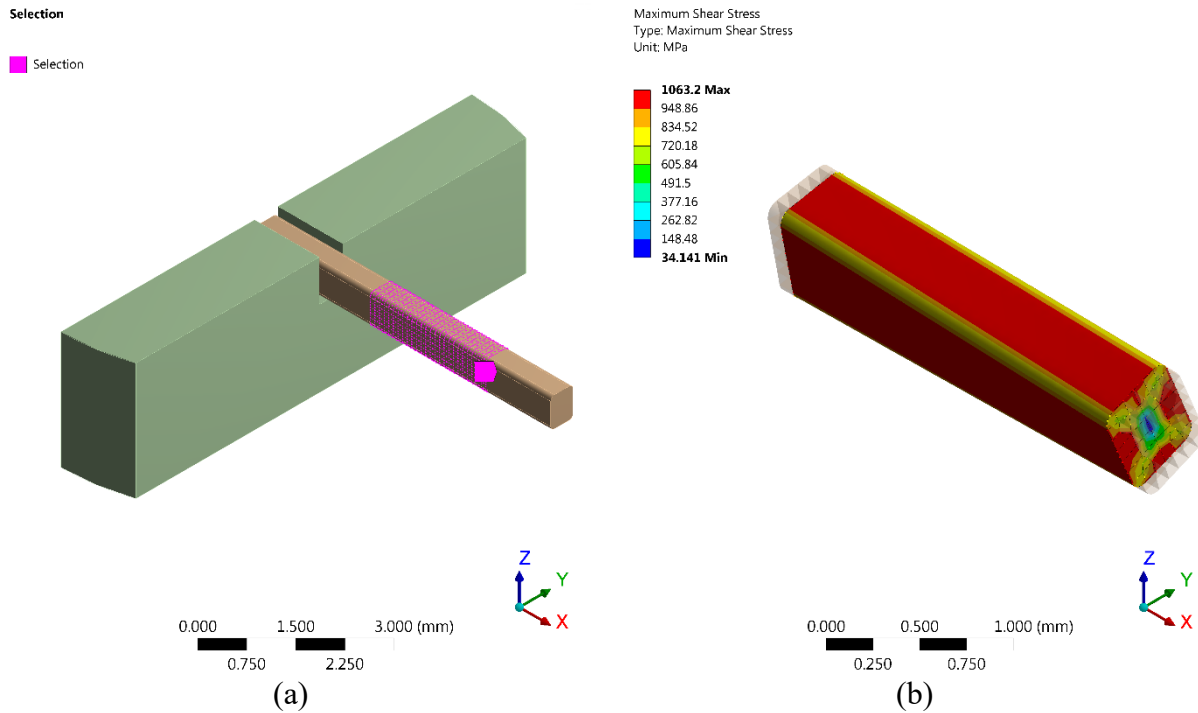 Selection
Selection
Z
Y
X
0.000 1.500 3.000 (mm)
0.750 2.250
(a)
Maximum Shear Stress
Type: Maximum Shear Stress
Unit: MPa
1063.2 Max
948.86
834.52
720.18
605.84
491.5
377.16
262.82
148.48
34.141 Min
Z
Y
X
0.000 0.500 1.000 (mm)
0.250 0.750
(b)